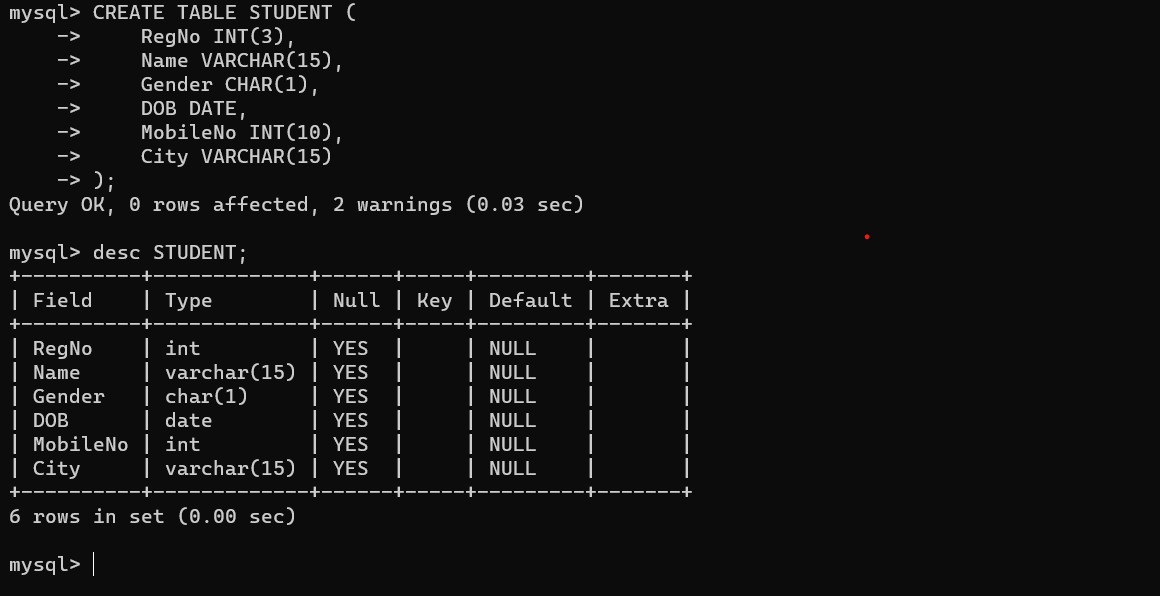 mysql> CREATE TABLE STUDENT (
    ->     RegNo INT(3),
    ->     Name VARCHAR(15),
    ->     Gender CHAR(1),
    ->     DOB DATE,
    ->     MobileNo INT(10),
    ->     City VARCHAR(15)
    -> );
Query OK, 0 rows affected, 2 warnings (0.03 sec)

mysql> desc STUDENT;
+----------+-------------+------+-----+---------+-------+
| Field    | Type        | Null | Key | Default | Extra |
+----------+-------------+------+-----+---------+-------+
| RegNo    | int         | YES  |     | NULL    |       |
| Name     | varchar(15) | YES  |     | NULL    |       |
| Gender   | char(1)     | YES  |     | NULL    |       |
| DOB      | date        | YES  |     | NULL    |       |
| MobileNo | int         | YES  |     | NULL    |       |
| City     | varchar(15) | YES  |     | NULL    |       |
+----------+-------------+------+-----+---------+-------+
6 rows in set (0.00 sec)

mysql>